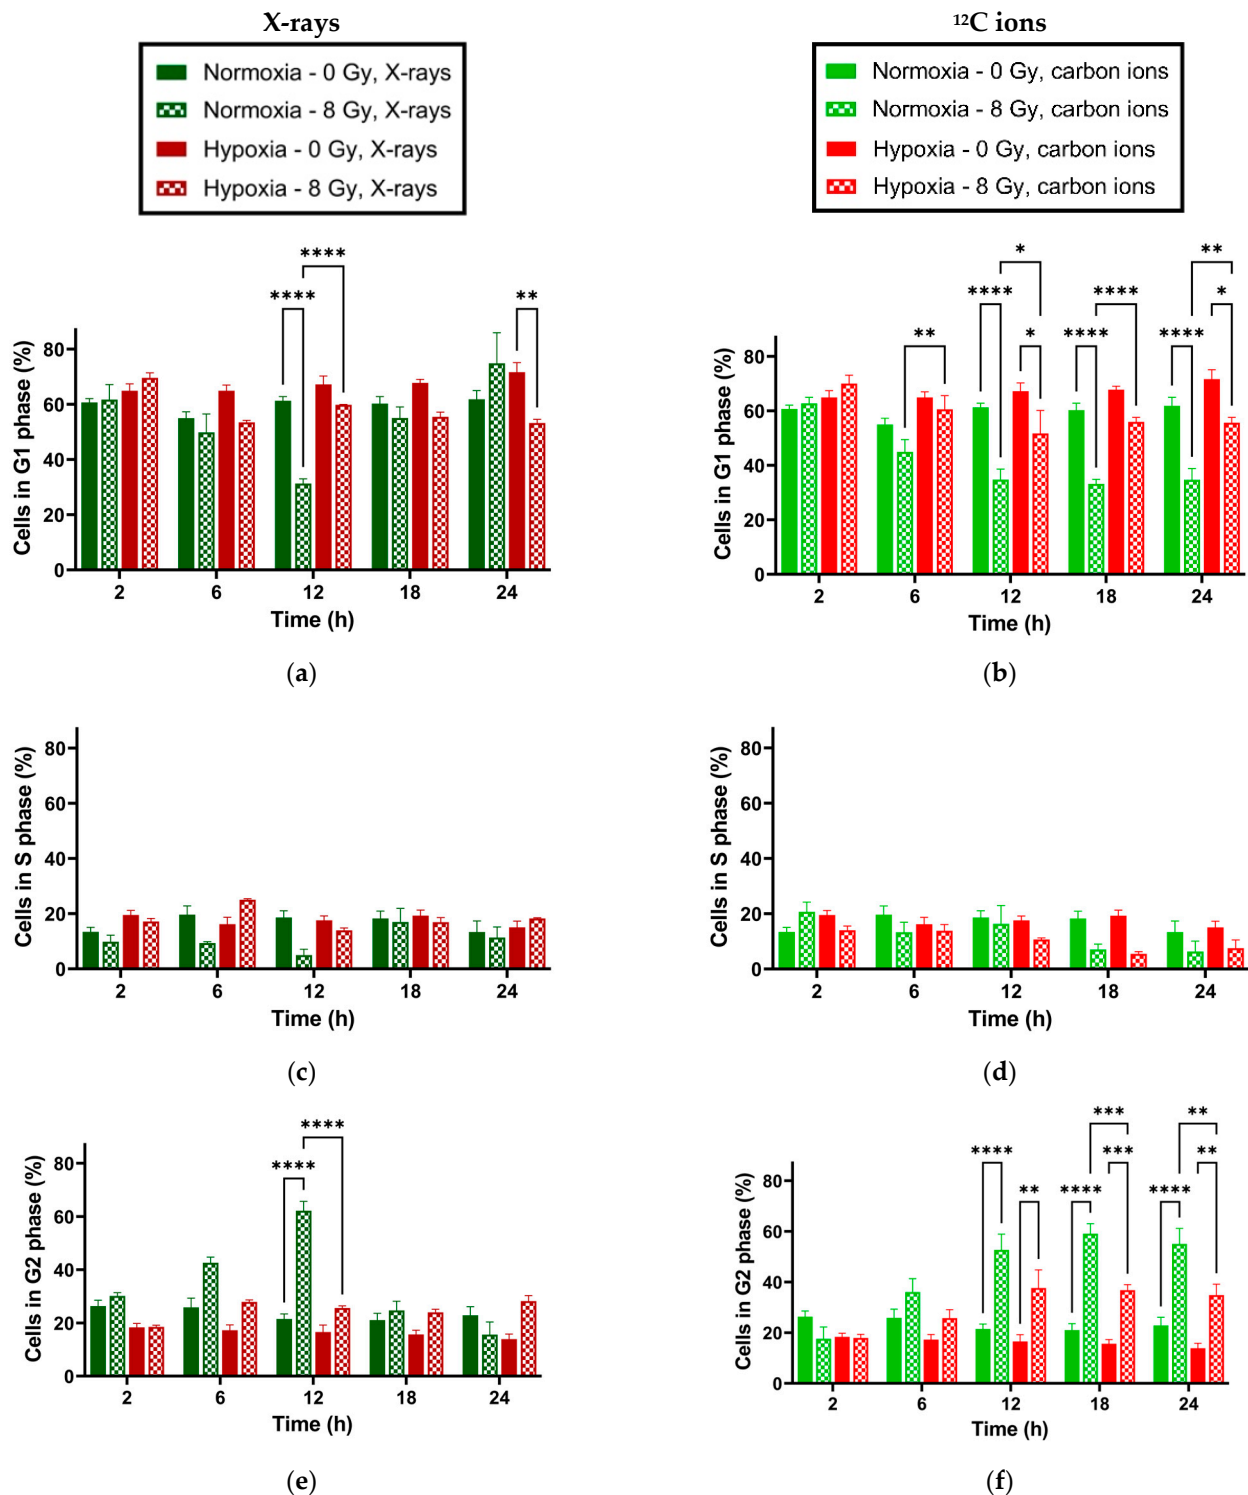 X-rays
Normoxia - 0 Gy, X-rays
Normoxia - 8 Gy, X-rays
Hypoxia - 0 Gy, X-rays
Hypoxia - 8 Gy, X-rays
¹²C ions
Normoxia - 0 Gy, carbon ions
Normoxia - 8 Gy, carbon ions
Hypoxia - 0 Gy, carbon ions
Hypoxia - 8 Gy, carbon ions
Cells in G1 phase (%)
80
60
40
20
0
****
****
**
2 6 12 18 24
Time (h)
(a)
Cells in G1 phase (%)
80
60
40
20
0
* **
**** **** *
** * **** ****
2 6 12 18 24
Time (h)
(b)
Cells in S phase (%)
80
60
40
20
0
2 6 12 18 24
Time (h)
(c)
Cells in S phase (%)
80
60
40
20
0
2 6 12 18 24
Time (h)
(d)
Cells in G2 phase (%)
80
60
40
20
0
****
****
2 6 12 18 24
Time (h)
(e)
Cells in G2 phase (%)
80
60
40
20
0
*** **
**** *** **
** **** ****
2 6 12 18 24
Time (h)
(f)